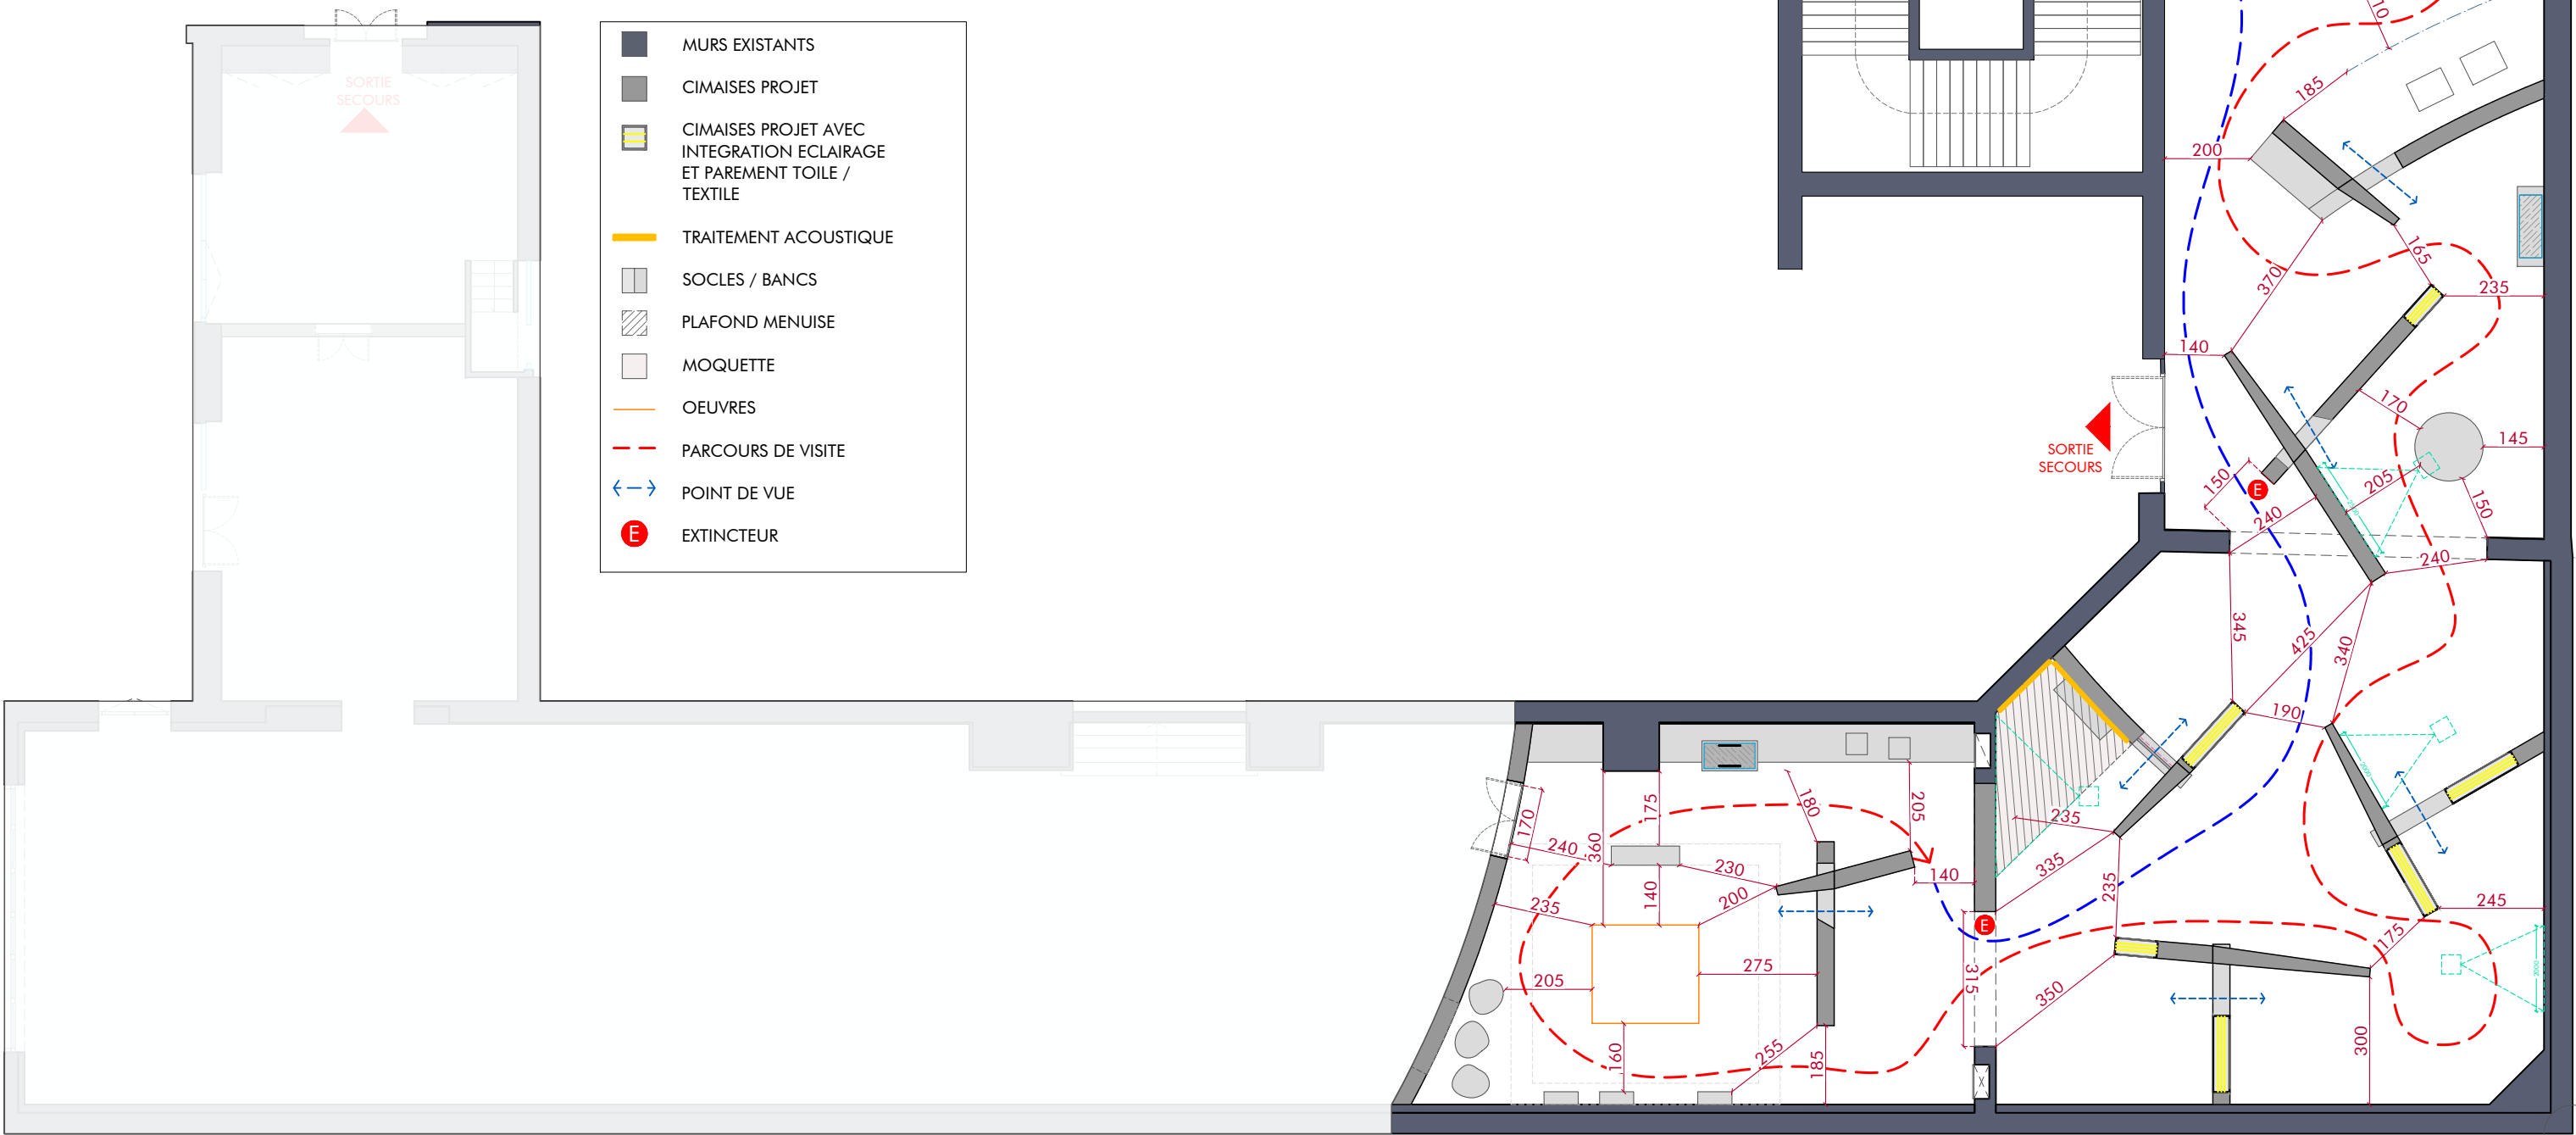 SORTIE
SECOURS
MURS EXISTANTS
CIMAISES PROJET
CIMAISES PROJET AVEC
INTEGRATION ECLAIRAGE
ET PAREMENT TOILE /
TEXTILE
TRAITEMENT ACOUSTIQUE
SOCLES / BANCS
PLAFOND MENUISE
MOQUETTE
OEUVRES
PARCOURS DE VISITE
POINT DE VUE
E
EXTINCTEUR
10
185
200
165
370
235
140
170
145
SORTIE
SECOURS
150
E
205
240
150
240
345
425
340
190
180
175
205
170
240
360
235
230
140
200
140
335
235
235
245
E
175
275
205
315
350
300
160
255
185